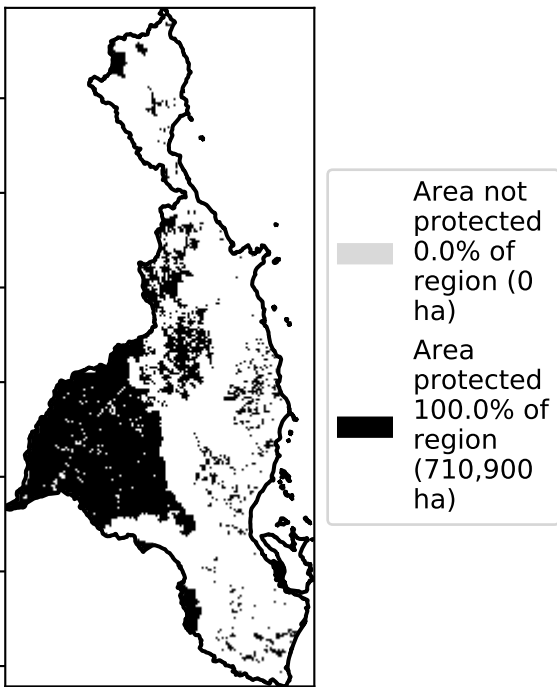 Area not
protected
0.0% of
region (0
ha)
Area
protected
100.0% of
region
(710,900
ha)